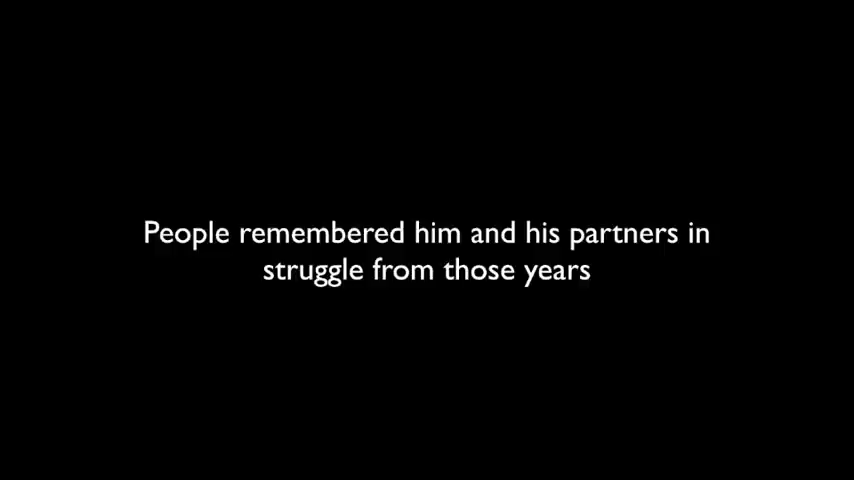 People remembered him and his partners in
struggle from those years